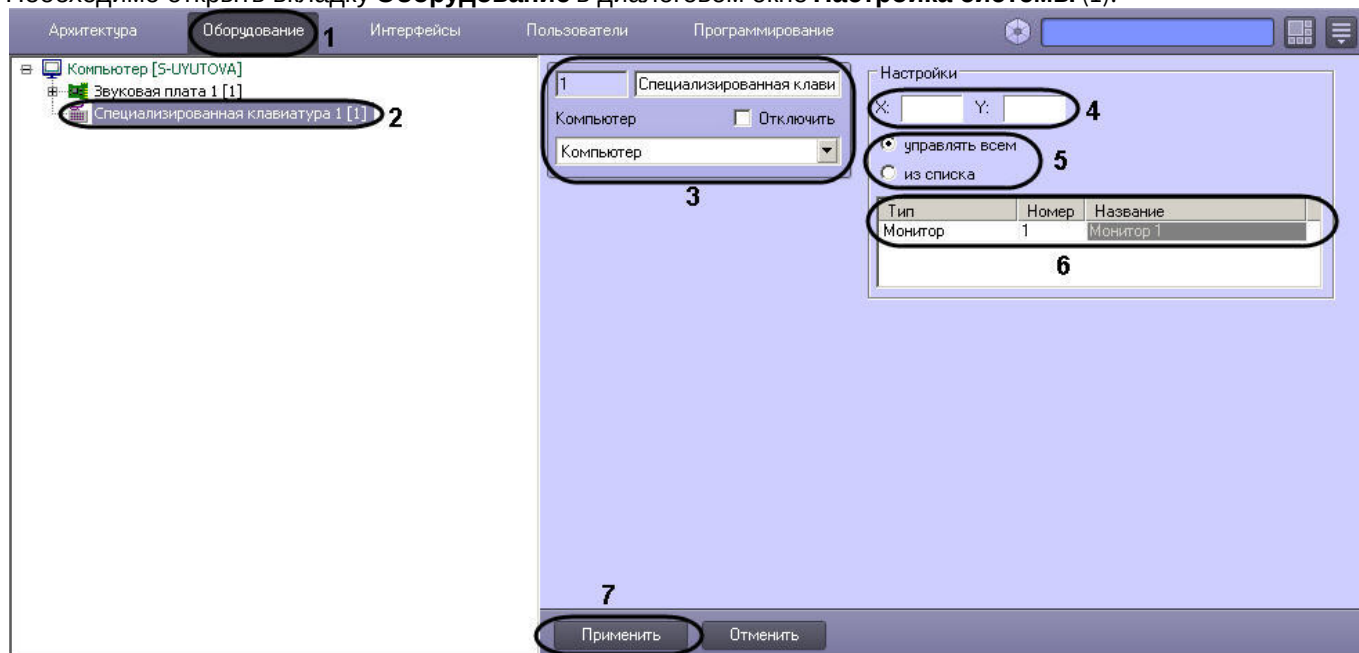 Необходимо открыть вкладку Оборудование в диалоговом окне Настройка системы (1).
Архитектура Оборудование 1 Интерфейсы Пользователи Программирование
Компьютер [S-UYUTOVA]
Звуковая плата 1 [1]
Специализированная клавиатура 1 [1] 2
1 Специализированная клави
Компьютер Отключить
Компьютер
3
Настройки
X: Y: 4
управлять всем
из списка
5
Тип Номер Название
Монитор 1 Монитор 1
6
7
Применить Отменить